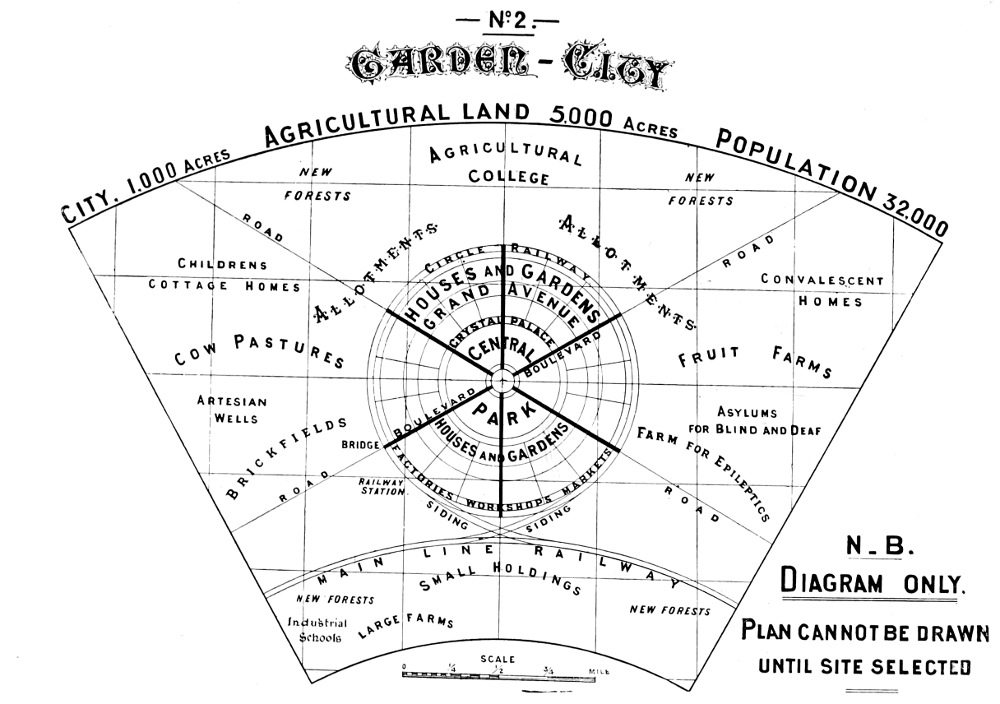 — Nº2. —
GARDEN - CITY
CITY. 1.000 ACRES AGRICULTURAL LAND 5.000 ACRES POPULATION 32.000
AGRICULTURAL
COLLEGE
NEW
FORESTS
NEW
FORESTS
ROAD
ROAD
ALLOTMENTS
ALLOTMENTS
CHILDRENS
COTTAGE HOMES
CONVALESCENT
HOMES
CIRCLE RAILWAY
HOUSES AND GARDENS
GRAND AVENUE
CRYSTAL PALACE
CENTRAL
BOULEVARD
COW PASTURES
FRUIT FARMS
ARTESIAN
WELLS
BOULEVARD
PARK
HOUSES AND GARDENS
ASYLUMS
FOR BLIND AND DEAF
BRICKFIELDS
BRIDGE
FARM FOR EPILEPTICS
FACTORIES WORKSHOPS MARKETS
ROAD
RAILWAY
STATION
ROAD
SIDING
SIDING
MAIN LINE RAILWAY
SMALL HOLDINGS
NEW FORESTS
NEW FORESTS
Industrial
Schools
LARGE FARMS
SCALE
0 ¼ ½ ¾ MILE
N-B.
DIAGRAM ONLY.
PLAN CANNOT BE DRAWN
UNTIL SITE SELECTED